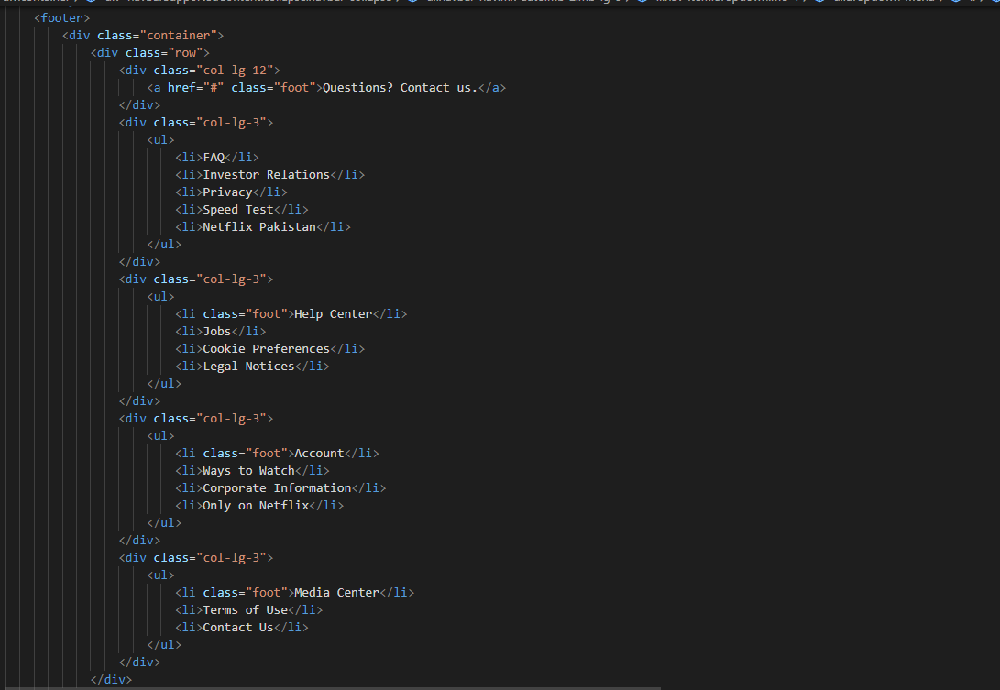 <footer>
<div class="container">
<div class="row">
<div class="col-lg-12">
<a href="#" class="foot">Questions? Contact us.</a>
</div>
<div class="col-lg-3">
<ul>
<li>FAQ</li>
<li>Investor Relations</li>
<li>Privacy</li>
<li>Speed Test</li>
<li>Netflix Pakistan</li>
</ul>
</div>
<div class="col-lg-3">
<ul>
<li class="foot">Help Center</li>
<li>Jobs</li>
<li>Cookie Preferences</li>
<li>Legal Notices</li>
</ul>
</div>
<div class="col-lg-3">
<ul>
<li class="foot">Account</li>
<li>Ways to Watch</li>
<li>Corporate Information</li>
<li>Only on Netflix</li>
</ul>
</div>
<div class="col-lg-3">
<ul>
<li class="foot">Media Center</li>
<li>Terms of Use</li>
<li>Contact Us</li>
</ul>
</div>
</div>